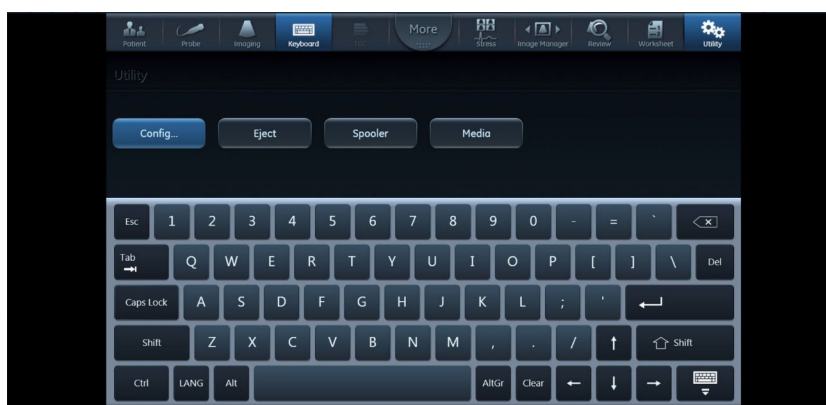 Patient Probe Imaging Keyboard More Stress Image Manager Review Worksheet Utility
Utility
Config... Eject Spooler Media
Esc 1 2 3 4 5 6 7 8 9 0 - = `
Tab Q W E R T Y U I O P [ ] \ Del
Caps Lock A S D F G H J K L ; '
Shift Z X C V B N M , . / ↑ Shift
Ctrl LANG Alt AltGr Clear ← ↓ →